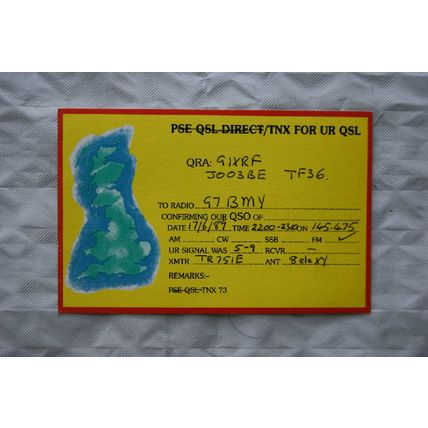 PSE QSL DIRECT/TNX FOR UR QSL
QRA: G1XRF
JO03BE TF36.
TO RADIO G7BMY
CONFIRMING OUR QSO OF
DATE 17/6/89 TIME 2200-2310 ON 145.475
AM CW SSB FM ✓
UR SIGNAL WAS 5-9 RCVR —
XMTR TR751E ANT 8 ele XY
REMARKS:-
PSE QSL TNX 73